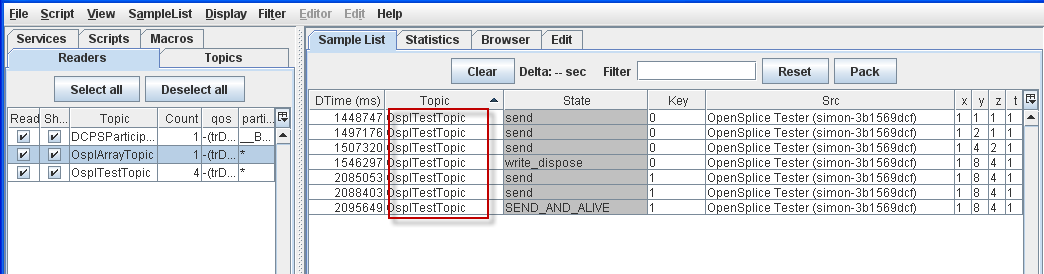 File Script View SampleList Display Filter Editor Edit Help
Services Scripts Macros
Readers Topics
Select all Deselect all
Read Sh... Topic Count qos parti...
DCPSParticip... 1 -(trD... __B...
OsplArrayTopic 1 -(trD... *
OsplTestTopic 4 -(trD... *
Sample List Statistics Browser Edit
Clear Delta: -- sec Filter Reset Pack
DTime (ms) Topic State Key Src x y z t
1448747 OsplTestTopic send 0 OpenSplice Tester (simon-3b1569dcf) 1 1 1 1
1497176 OsplTestTopic send 0 OpenSplice Tester (simon-3b1569dcf) 1 2 1 1
1507320 OsplTestTopic send 0 OpenSplice Tester (simon-3b1569dcf) 1 4 2 1
1546297 OsplTestTopic write_dispose 0 OpenSplice Tester (simon-3b1569dcf) 1 8 4 1
2085053 OsplTestTopic send 1 OpenSplice Tester (simon-3b1569dcf) 1 8 4 1
2088403 OsplTestTopic send 1 OpenSplice Tester (simon-3b1569dcf) 1 8 4 1
2095649 OsplTestTopic SEND_AND_ALIVE 1 OpenSplice Tester (simon-3b1569dcf) 1 8 4 1